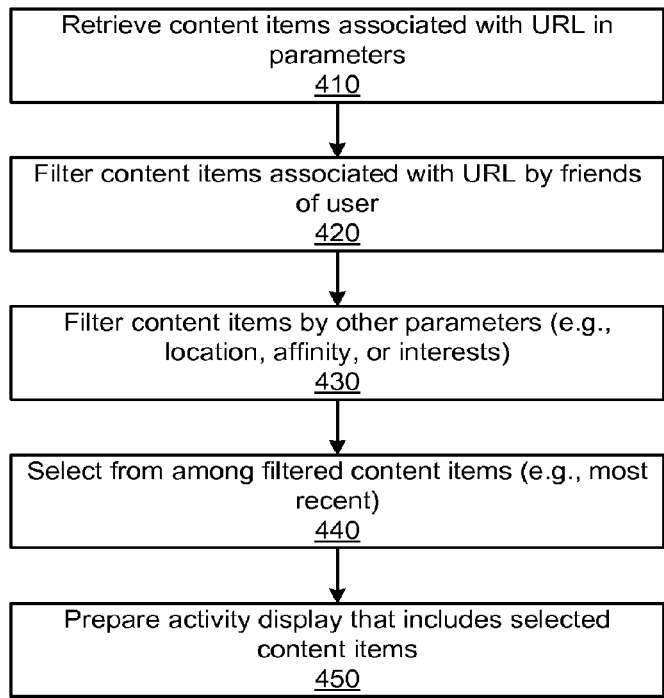 Retrieve content items associated with URL in
parameters
410
Filter content items associated with URL by friends
of user
420
Filter content items by other parameters (e.g.,
location, affinity, or interests)
430
Select from among filtered content items (e.g., most
recent)
440
Prepare activity display that includes selected
content items
450